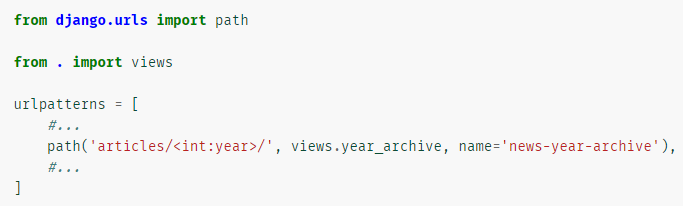 from django.urls import path
from . import views
urlpatterns = [
#...
path('articles/<int:year>/', views.year_archive, name='news-year-archive'),
#...
]